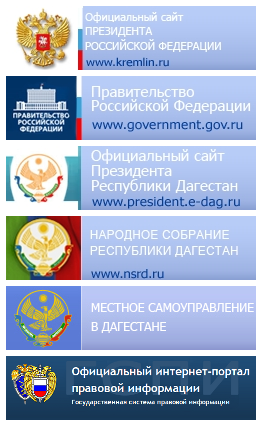 Официальный сайт
ПРЕЗИДЕНТА
РОССИЙСКОЙ ФЕДЕРАЦИИ
www.kremlin.ru
ПРАВИТЕЛЬСТВО
РОССИЙСКОЙ
ФЕДЕРАЦИИ
Правительство
Российской Федерации
www.government.gov.ru
Официальный сайт
Президента
Республики Дагестан
www.president.e-dag.ru
НАРОДНОЕ СОБРАНИЕ
РЕСПУБЛИКИ ДАГЕСТАН
www.nsrd.ru
МЕСТНОЕ САМОУПРАВЛЕНИЕ
В ДАГЕСТАНЕ
Официальный интернет-портал
правовой информации
Государственная система правовой информации